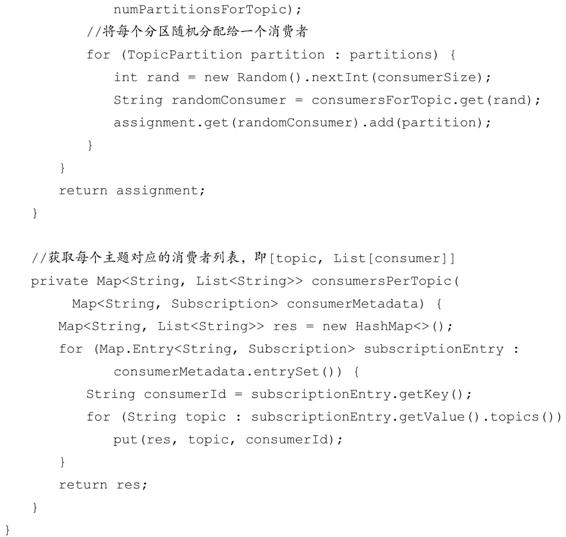 numPartitionsForTopic);
//将每个分区随机分配给一个消费者
for (TopicPartition partition : partitions) {
int rand = new Random().nextInt(consumerSize);
String randomConsumer = consumersForTopic.get(rand);
assignment.get(randomConsumer).add(partition);
}
}
return assignment;
}
//获取每个主题对应的消费者列表，即[topic, List[consumer]]
private Map<String, List<String>> consumersPerTopic(
Map<String, Subscription> consumerMetadata) {
Map<String, List<String>> res = new HashMap<>();
for (Map.Entry<String, Subscription> subscriptionEntry :
consumerMetadata.entrySet()) {
String consumerId = subscriptionEntry.getKey();
for (String topic : subscriptionEntry.getValue().topics())
put(res, topic, consumerId);
}
return res;
}
}